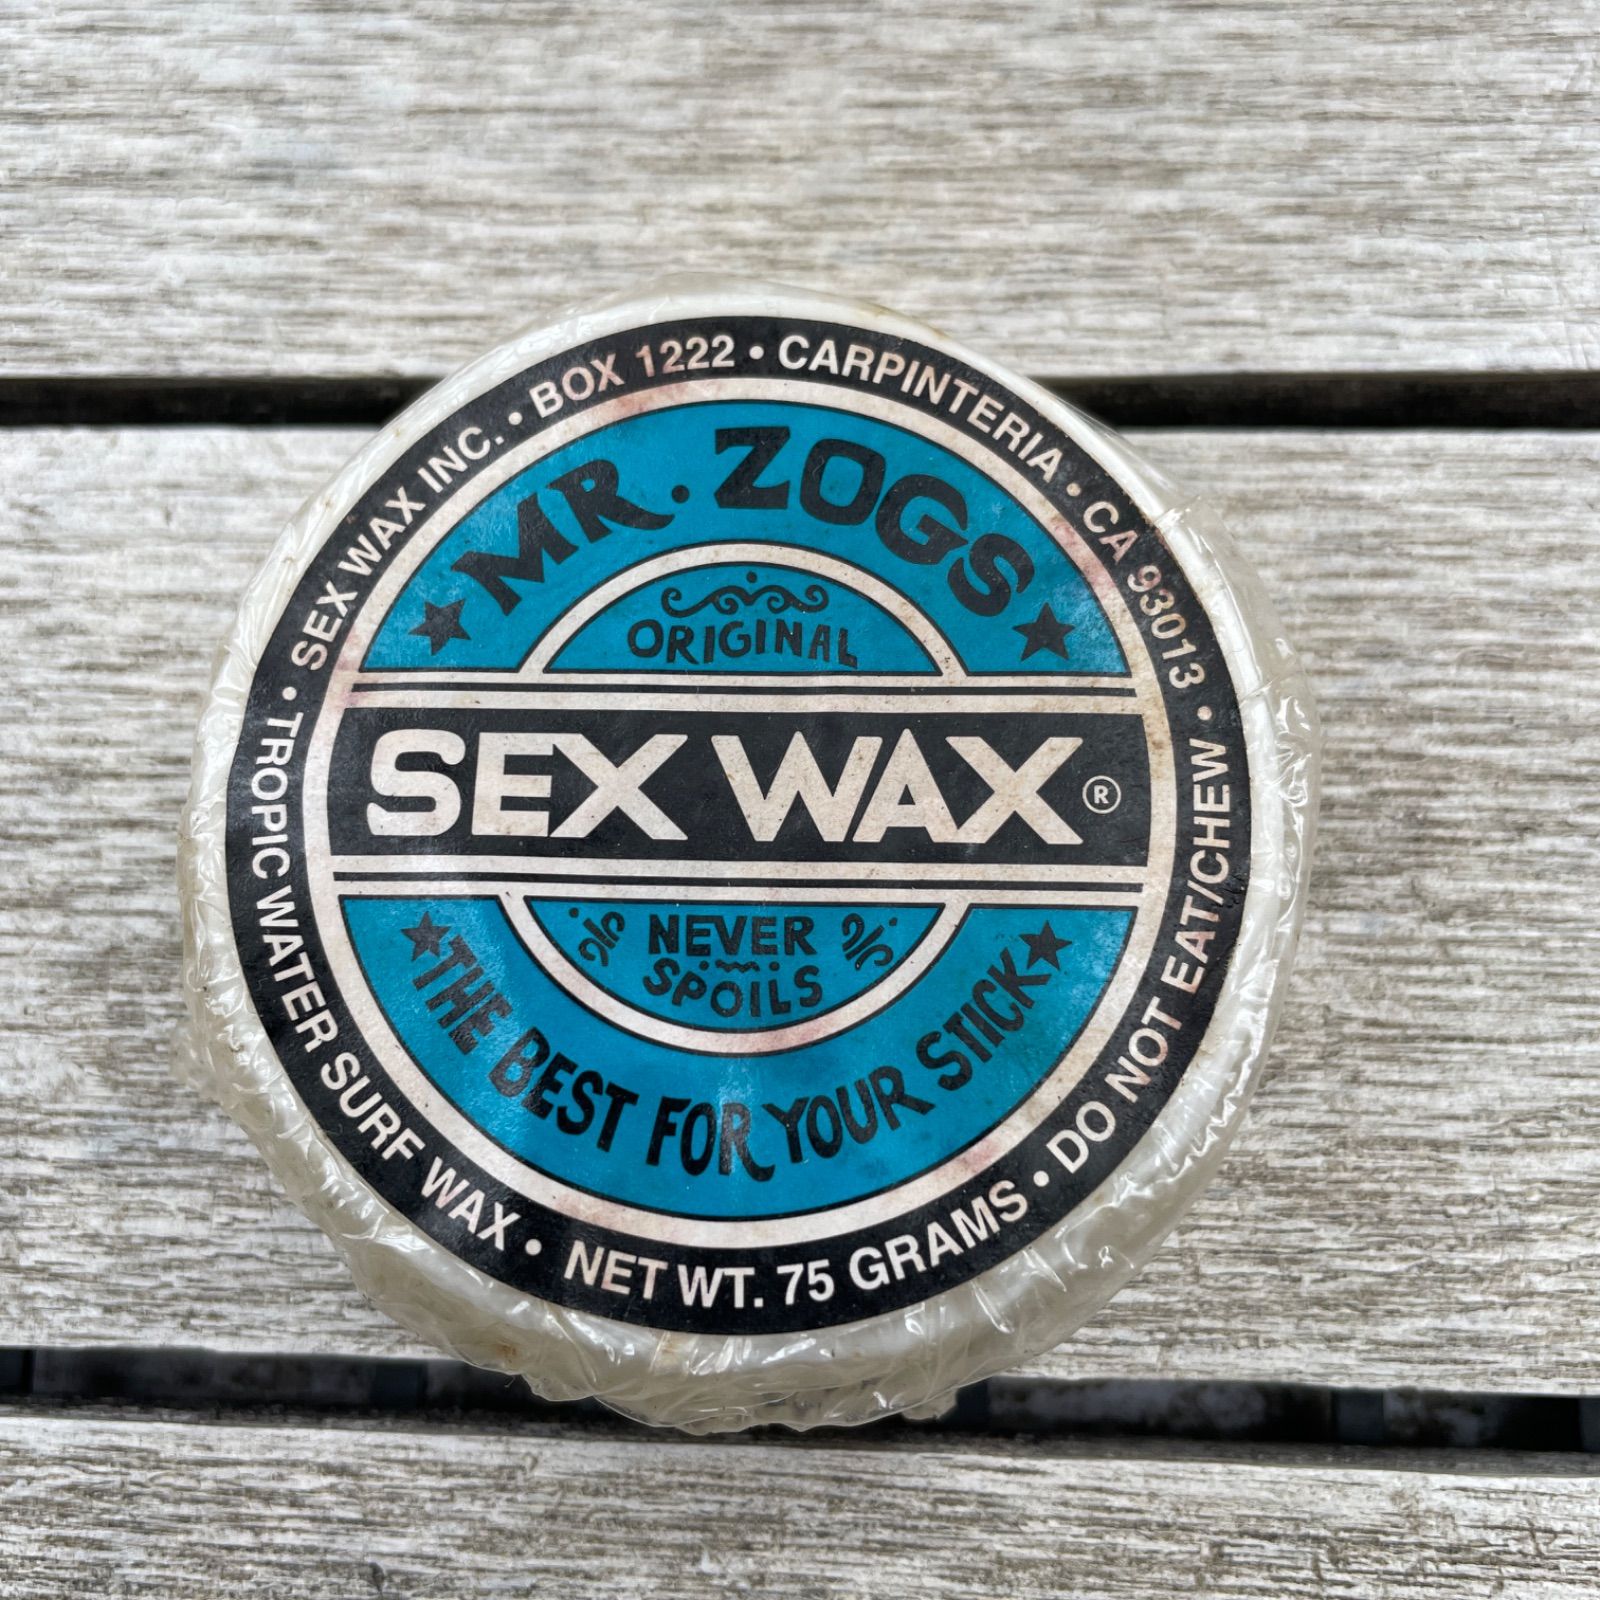 SEX WAX INC. • BOX 1222 • CARPINTERIA • CA 93013 • DO NOT EAT/CHEW •
MR. ZOGS
ORIGINAL
SEX WAX ®
NEVER
SPOILS
THE BEST FOR YOUR STICK
TROPIC WATER SURF WAX • NET WT. 75 GRAMS •